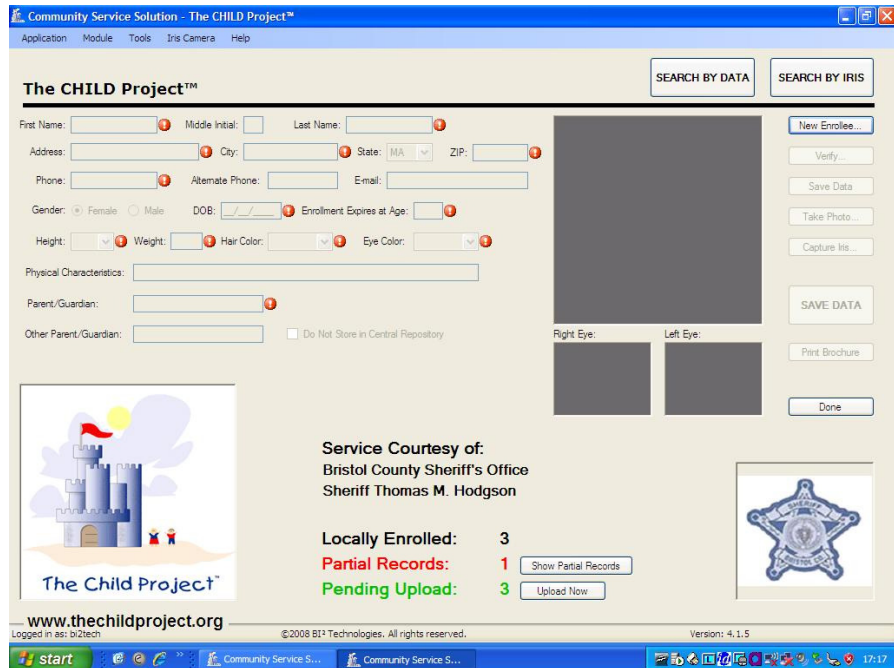 Community Service Solution - The CHILD Project™
Application Module Tools Iris Camera Help
The CHILD Project™
SEARCH BY DATA SEARCH BY IRIS
First Name: Middle Initial: Last Name:
New Enrollee...
Address: City: State: MA ZIP:
Verify...
Phone: Alternate Phone: E-mail:
Save Data
Gender: Female Male DOB: __/__/____ Enrollment Expires at Age:
Take Photo...
Height: Weight: Hair Color: Eye Color:
Capture Iris...
Physical Characteristics:
Parent/Guardian:
SAVE DATA
Other Parent/Guardian: Do Not Store in Central Repository
Right Eye: Left Eye:
Print Brochure
Done
Service Courtesy of:
Bristol County Sheriff's Office
Sheriff Thomas M. Hodgson
SHERIFF
BRISTOL CO.
Locally Enrolled: 3
Partial Records: 1 Show Partial Records
Pending Upload: 3 Upload Now
The Child Project™
www.thechildproject.org
Logged in as: bi2tech ©2008 BI² Technologies. All rights reserved. Version: 4.1.5
start Community Service S... Community Service S... 17:17